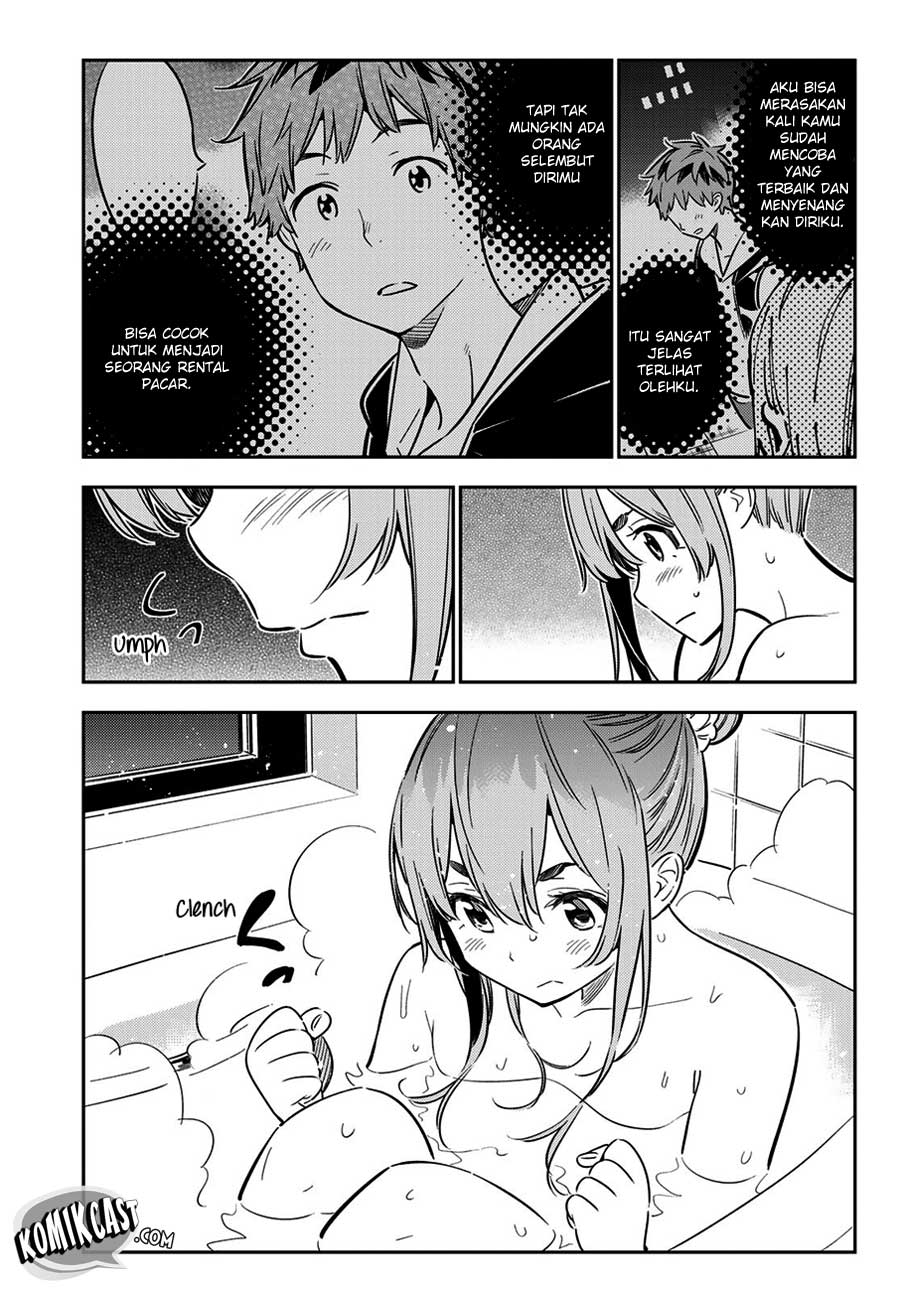 AKU BISA
MERASAKAN
KALI KAMU
SUDAH
MENCOBA
YANG
TERBAIK DAN
MENYENANG
KAN DIRIKU.
ITU SANGAT
JELAS
TERLIHAT
OLEHKU.
TAPI TAK
MUNGKIN ADA
ORANG
SELEMBUT
DIRIMU
BISA COCOK
UNTUK MENJADI
SEORANG RENTAL
PACAR.
Umph
Clench
KOMIKCAST
.COM